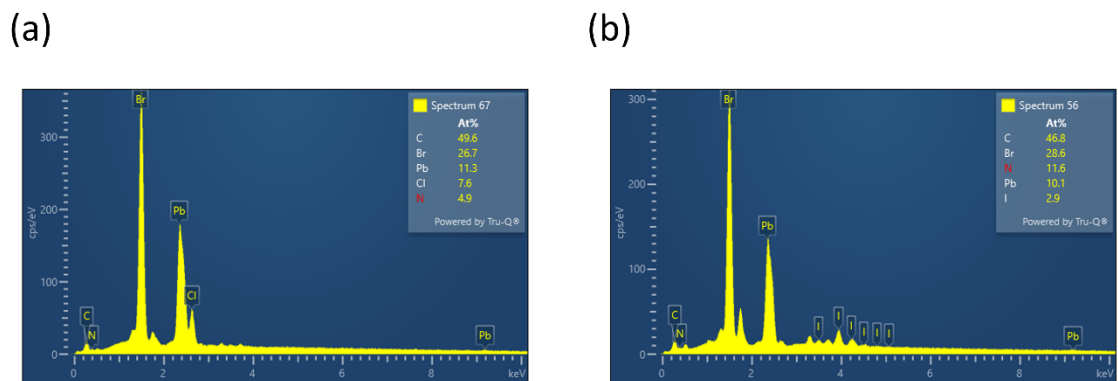 (a)
Br
Pb
Cl
C
N
Pb
300
200
100
0
cps/eV
0
2
4
6
8
keV
Spectrum 67
At%
C 49.6
Br 26.7
Pb 11.3
Cl 7.6
N 4.9
Powered by Tru-Q®
(b)
Br
Pb
C
N
I
I
I
I
I
I
Pb
300
200
100
0
cps/eV
0
2
4
6
8
keV
Spectrum 56
At%
C 46.8
Br 28.6
N 11.6
Pb 10.1
I 2.9
Powered by Tru-Q®